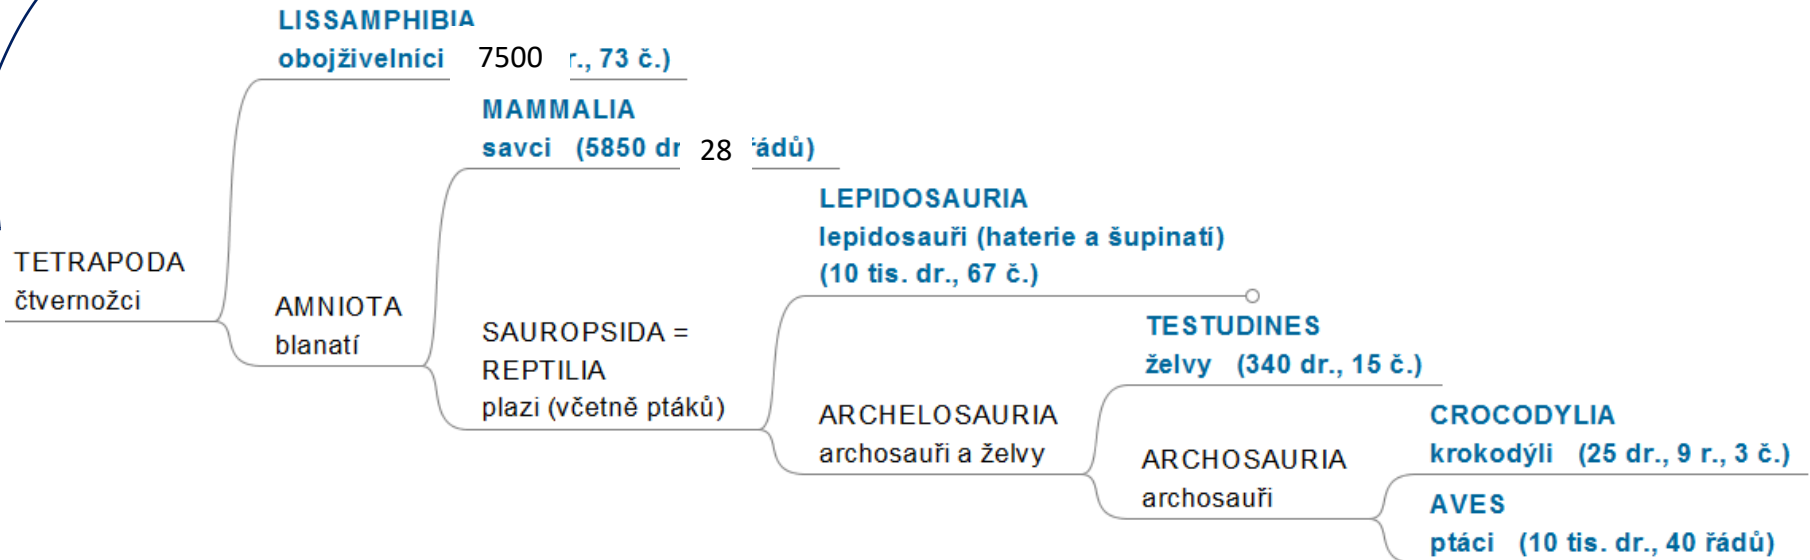 LISSAMPHIBIA
obojživelníci 7500 r., 73 č.)
MAMMALIA
savci (5850 dr 28 řádů)
LEPIDOSAURIA
lepidosauři (haterie a šupinatí)
(10 tis. dr., 67 č.)
TETRAPODA
čtvernožci
AMNIOTA
blanatí
SAUROPSIDA =
REPTILIA
plazi (včetně ptáků)
TESTUDINES
želvy (340 dr., 15 č.)
ARCHELOSAURIA
archosauři a želvy
ARCHOSAURIA
archosauři
CROCODYLIA
krokodýli (25 dr., 9 r., 3 č.)
AVES
ptáci (10 tis. dr., 40 řádů)